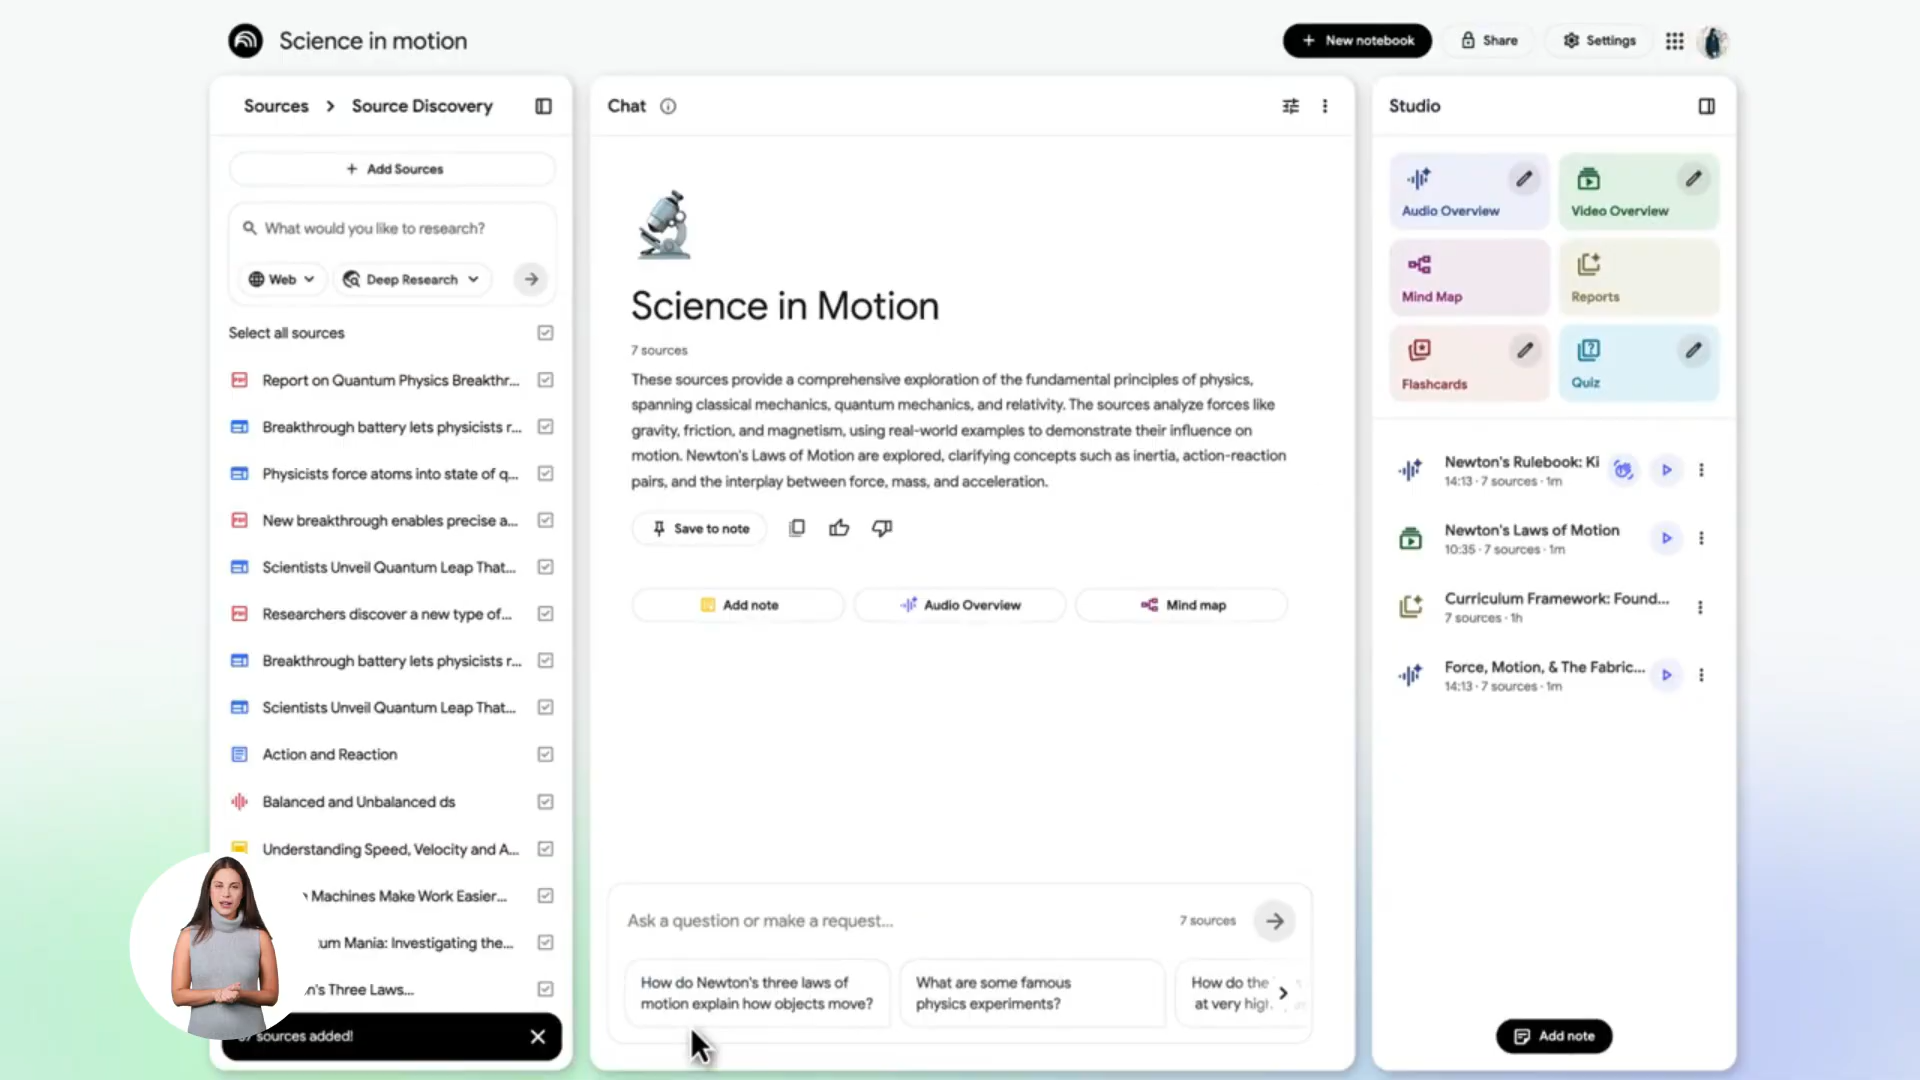 Science in motion
New notebook
Share
Settings
Sources > Source Discovery
+ Add Sources
What would you like to research?
Web
Deep Research
Select all sources
Report on Quantum Physics Breakthr...
Breakthrough battery lets physicists r...
Physicists force atoms into state of q...
New breakthrough enables precise a...
Scientists Unveil Quantum Leap That...
Researchers discover a new type of...
Breakthrough battery lets physicists r...
Scientists Unveil Quantum Leap That...
Action and Reaction
Balanced and Unbalanced ds
Understanding Speed, Velocity and A...
Machines Make Work Easier...
um Mania: Investigating the...
n's Three Laws...
sources added!
Chat
Science in Motion
7 sources
These sources provide a comprehensive exploration of the fundamental principles of physics,
spanning classical mechanics, quantum mechanics, and relativity. The sources analyze forces like
gravity, friction, and magnetism, using real-world examples to demonstrate their influence on
motion. Newton's Laws of Motion are explored, clarifying concepts such as inertia, action-reaction
pairs, and the interplay between force, mass, and acceleration.
Save to note
Add note
Audio Overview
Mind map
Ask a question or make a request...
7 sources
How do Newton's three laws of
motion explain how objects move?
What are some famous
physics experiments?
How do the
at very high
Studio
Audio Overview
Video Overview
Mind Map
Reports
Flashcards
Quiz
Newton's Rulebook: Ki
14:13 · 7 sources · 1m
Newton's Laws of Motion
10:35 · 7 sources · 1m
Curriculum Framework: Found...
7 sources · 1h
Force, Motion, & The Fabric...
14:13 · 7 sources · 1m
Add note